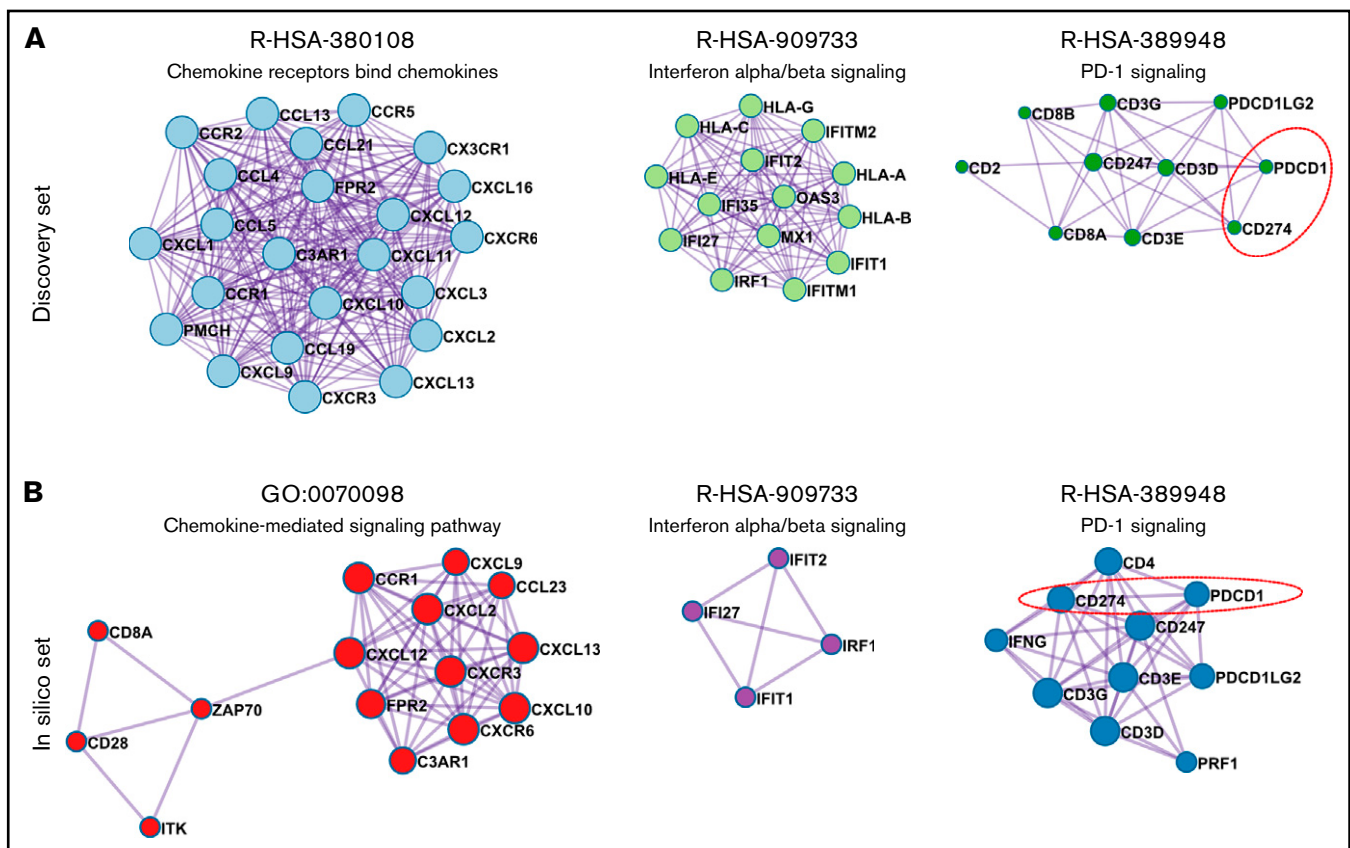 A
R-HSA-380108
Chemokine receptors bind chemokines
R-HSA-909733
Interferon alpha/beta signaling
R-HSA-389948
PD-1 signaling
Discovery set
CCL13
CCR5
CCR2
CCL21
CX3CR1
CCL4
FPR2
CXCL16
CXCL12
CCL5
CXCR6
CXCL1
C3AR1
CXCL11
CCR1
CXCL10
CXCL3
PMCH
CCL19
CXCL2
CXCL9
CXCL13
CXCR3
HLA-G
HLA-C
IFITM2
IFIT2
HLA-E
HLA-A
OAS3
IFI35
HLA-B
IFI27
MX1
IFIT1
IRF1
IFITM1
CD3G
PDCD1LG2
CD8B
CD2
CD247
CD3D
PDCD1
CD8A
CD3E
CD274
B
GO:0070098
Chemokine-mediated signaling pathway
R-HSA-909733
Interferon alpha/beta signaling
R-HSA-389948
PD-1 signaling
In silico set
CXCL9
CCR1
CCL23
CXCL2
CD8A
CXCL12
CXCL13
CXCR3
ZAP70
FPR2
CXCL10
CXCR6
CD28
C3AR1
ITK
IFIT2
IFI27
IRF1
IFIT1
CD4
CD274
PDCD1
CD247
IFNG
CD3E
PDCD1LG2
CD3G
CD3D
PRF1